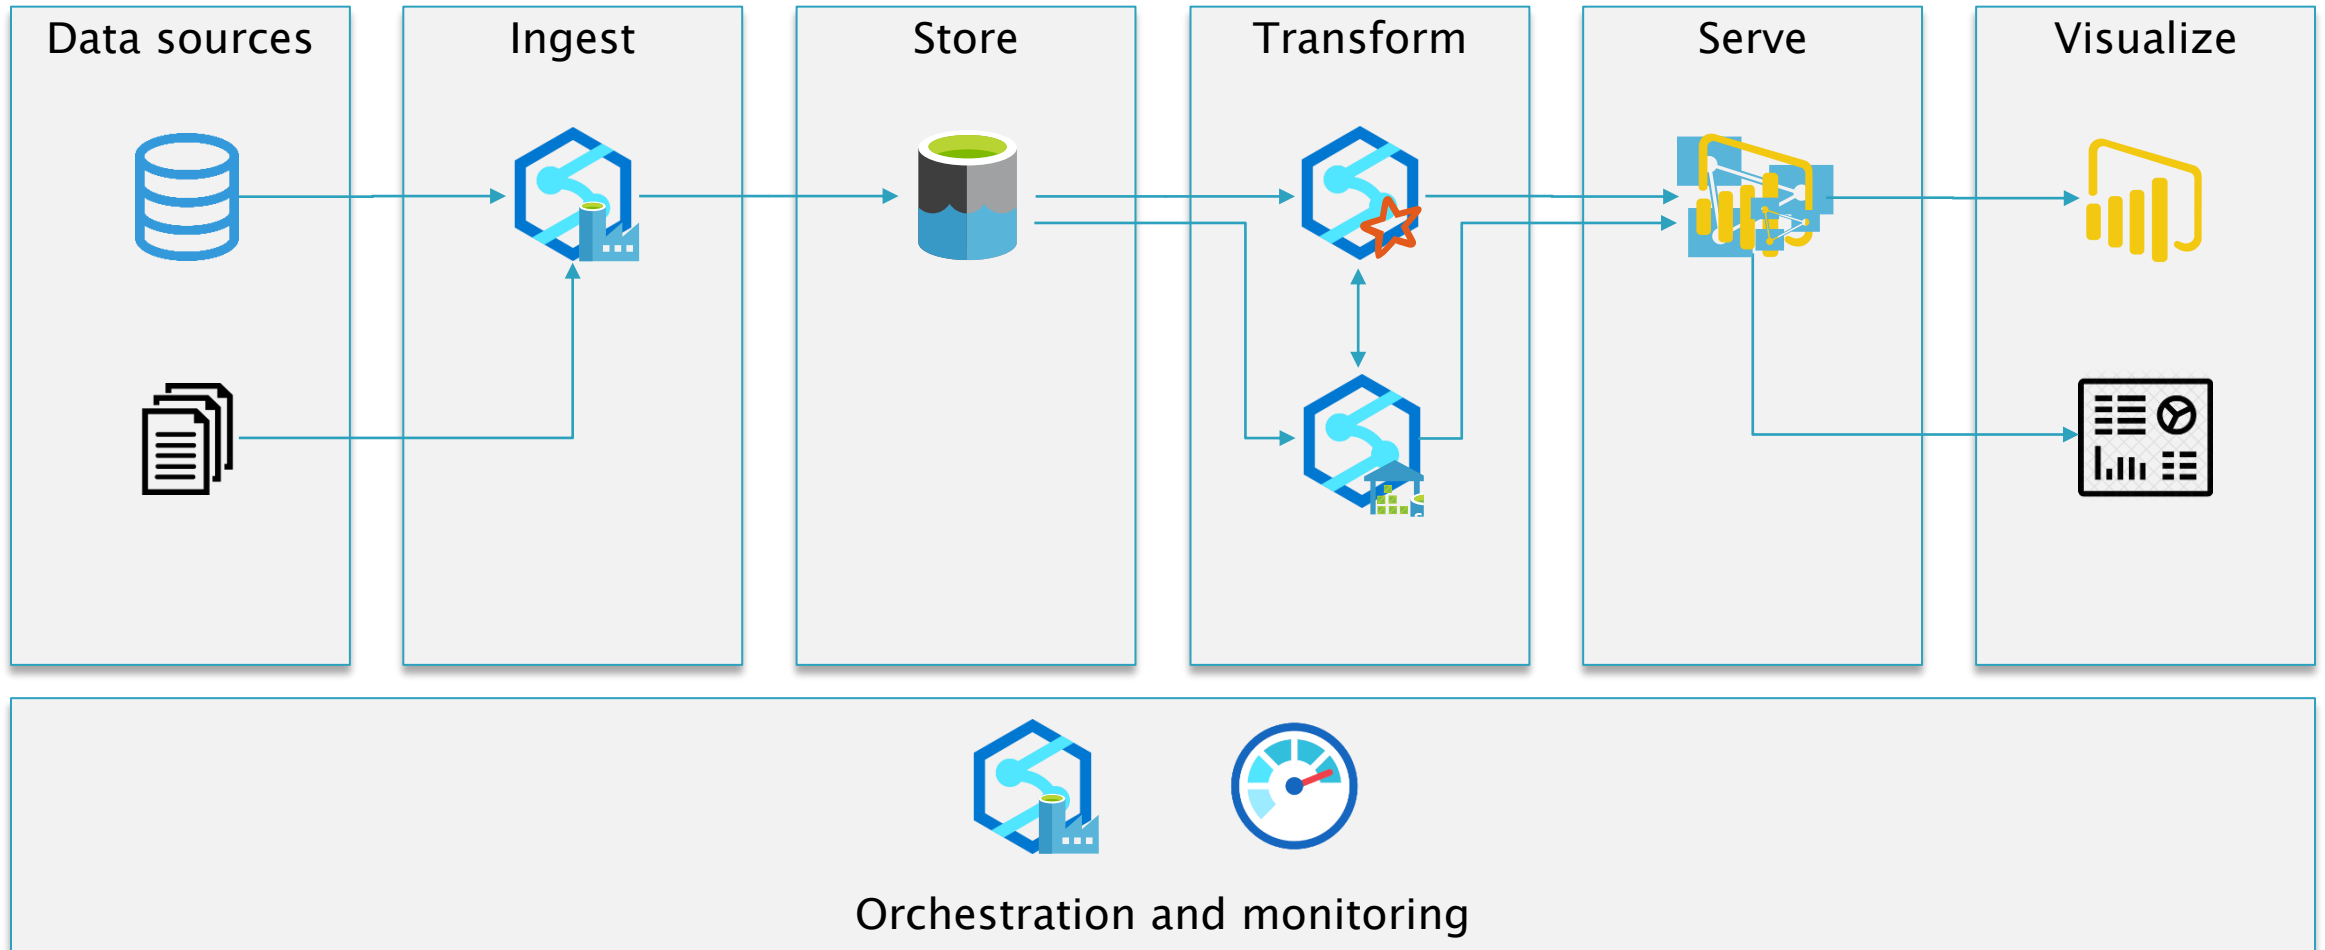 Data sources
Ingest
Store
Transform
Serve
Visualize
Orchestration and monitoring